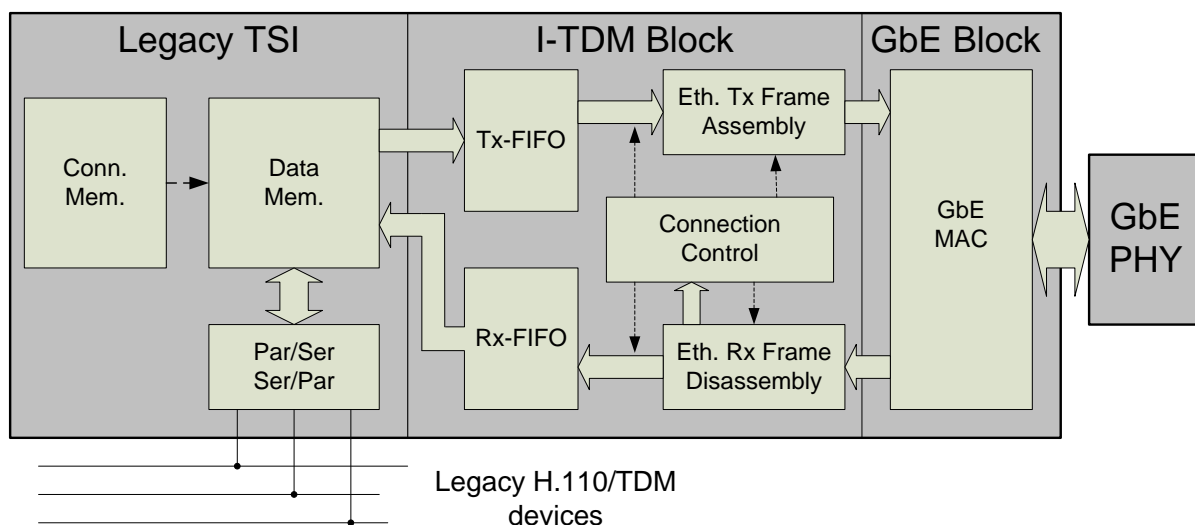 Legacy TSI
I-TDM Block
GbE Block
Conn.
Mem.
Data
Mem.
Par/Ser
Ser/Par
Tx-FIFO
Rx-FIFO
Eth. Tx Frame
Assembly
Connection
Control
Eth. Rx Frame
Disassembly
GbE
MAC
GbE
PHY
Legacy H.110/TDM
devices